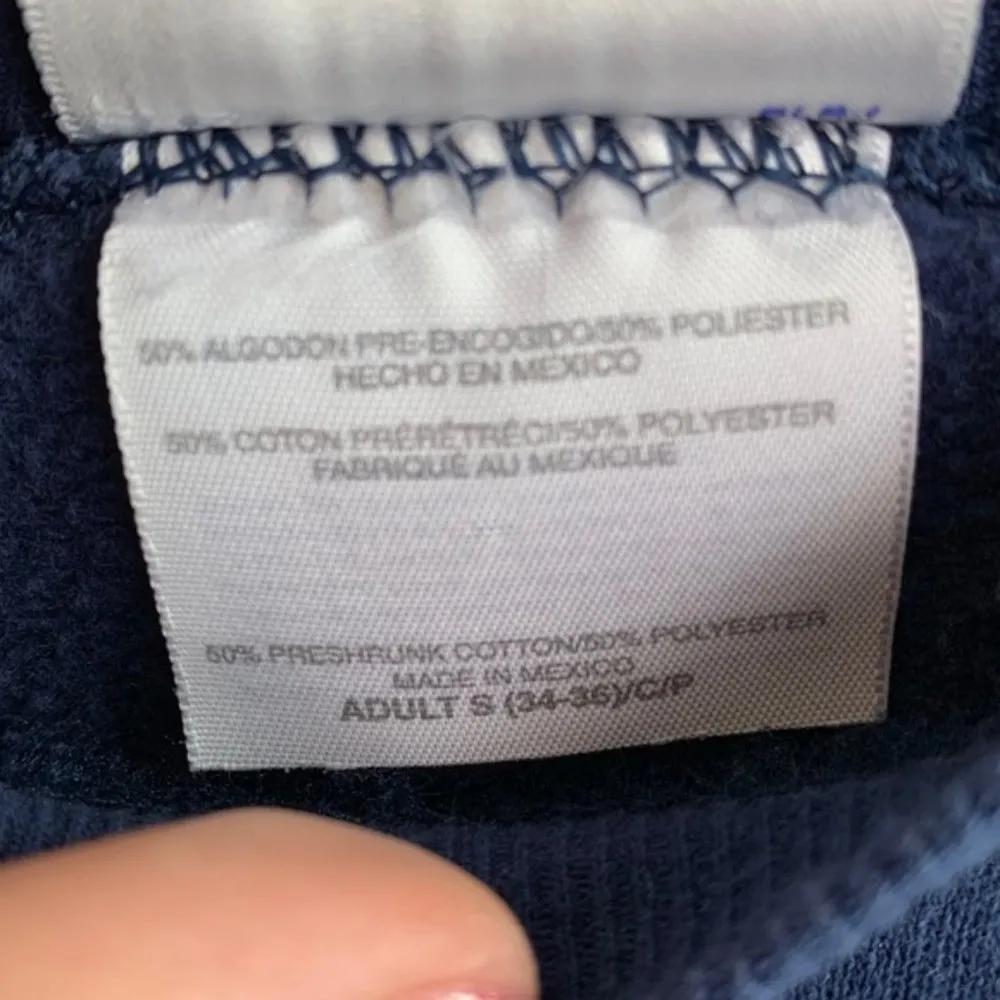 50% ALGODON PRE-ENCOGIDO/50% POLIESTER
HECHO EN MEXICO
50% COTON PRÉRÉTRÉCI/50% POLYESTER
FABRIQUÉ AU MEXIQUE
50% PRESHRUNK COTTON/50% POLYESTER
MADE IN MEXICO
ADULT S (34-36)/C/P